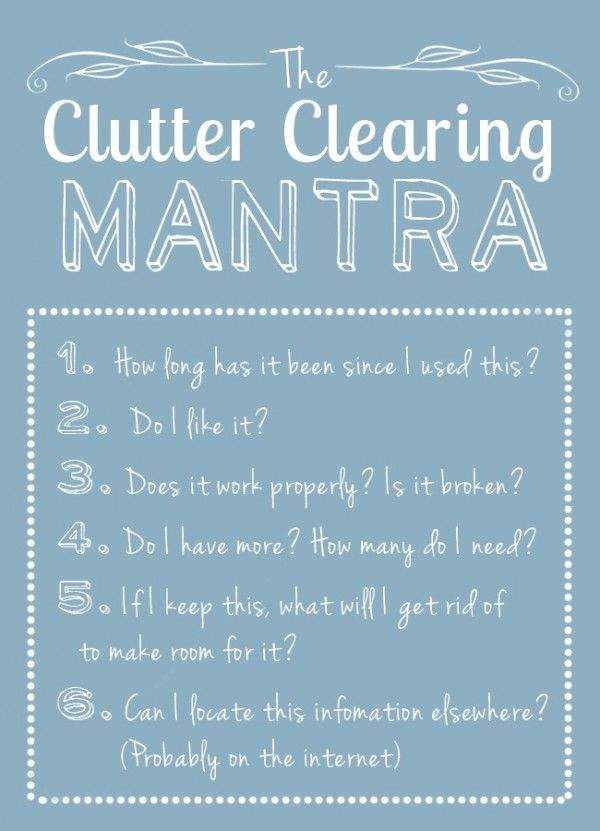 The
Clutter Clearing
MANTRA
1. How long has it been since I used this?
2. Do I like it?
3. Does it work properly? Is it broken?
4. Do I have more? How many do I need?
5. If I keep this, what will I get rid of
to make room for it?
6. Can I locate this infomation elsewhere?
(Probably on the internet)